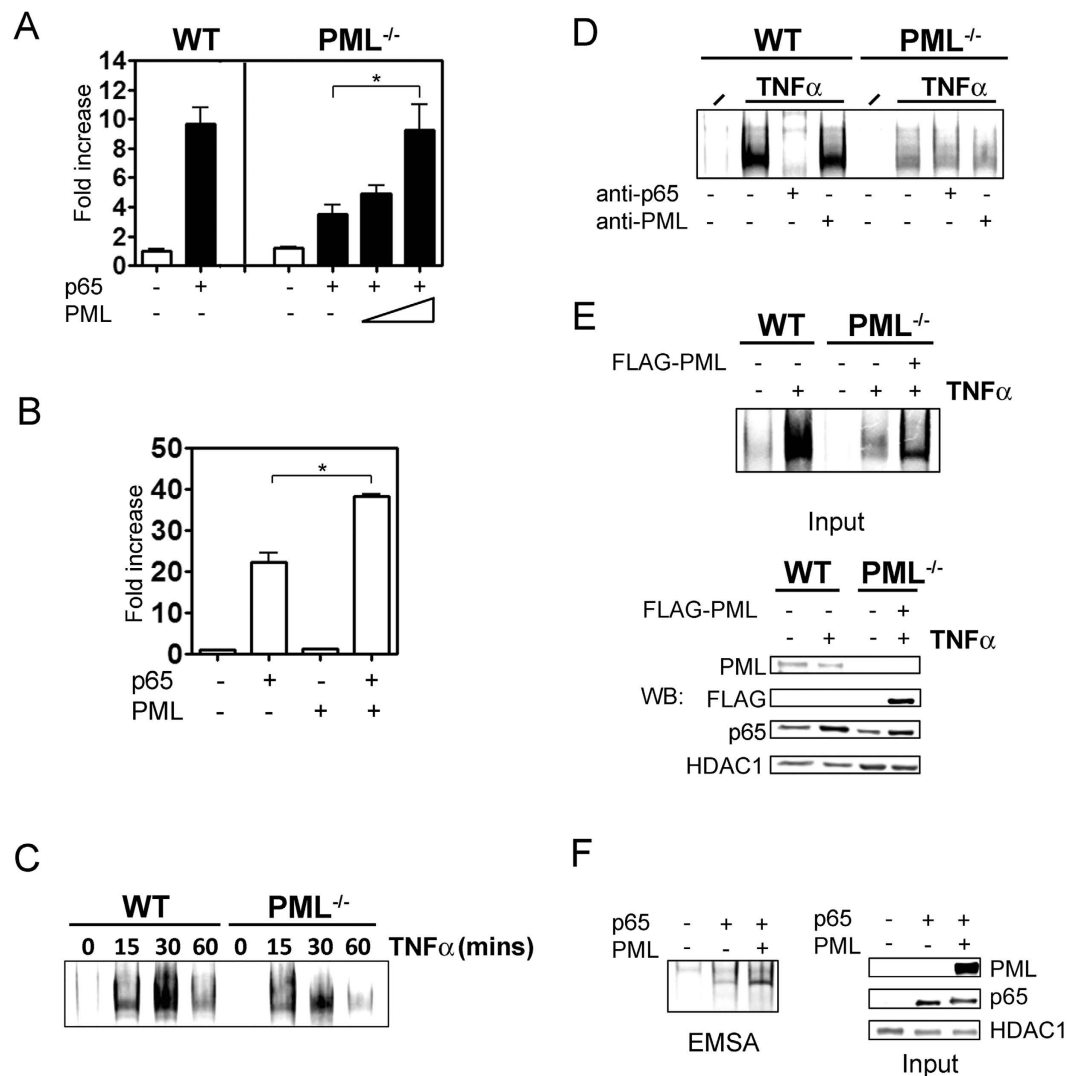 A
WT PML-/-
14
12
10
8
6
4
2
0
Fold increase
p65 - + - + + +
PML - - - -
*
B
50
40
30
20
10
0
Fold increase
*
p65 - + - +
PML - - + +
C
WT PML-/-
0 15 30 60 0 15 30 60 TNFα (mins)
D
WT PML-/-
TNFα TNFα
anti-p65 - - + - - - + -
anti-PML - - - + - - - +
E
WT PML-/-
FLAG-PML - - - - +
- + - + + TNFα
Input
WT PML-/-
FLAG-PML - - - +
- + - + TNFα
PML
WB: FLAG
p65
HDAC1
F
p65 - + +
PML - - +
EMSA
p65 - + +
PML - - +
PML
p65
HDAC1
Input